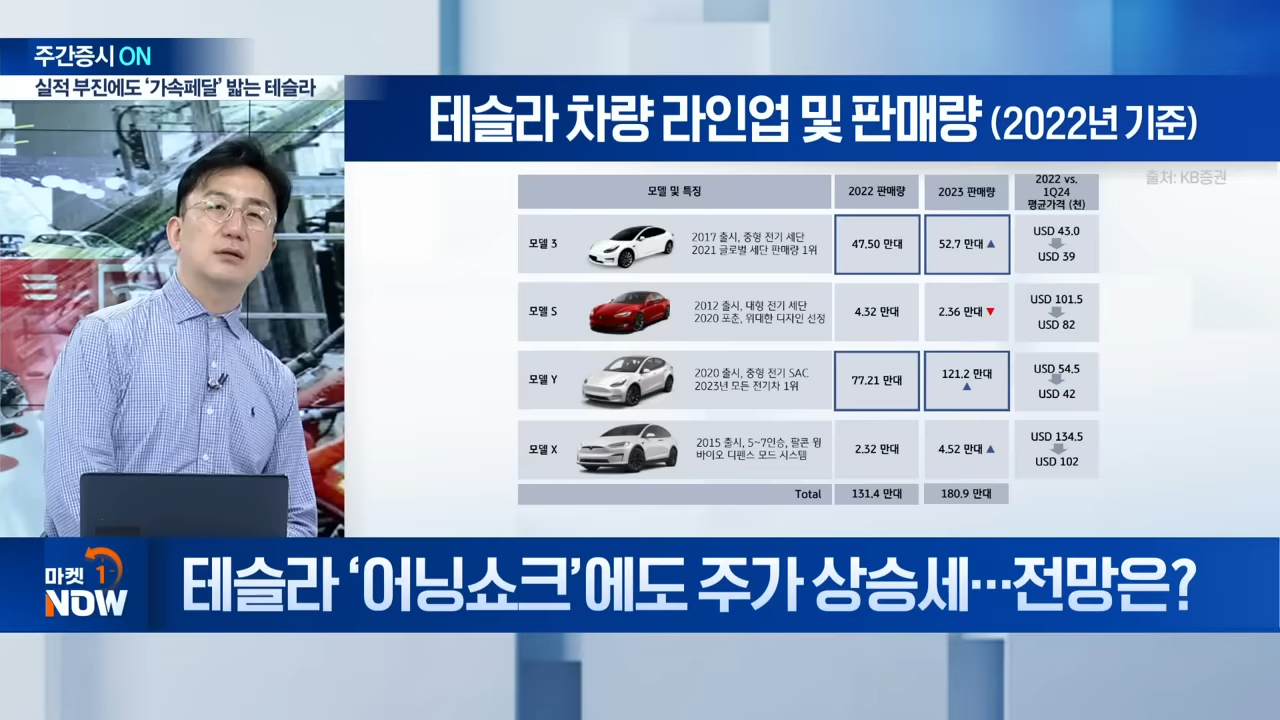 주간증시 ON
실적 부진에도 ‘가속페달’ 밟는 테슬라
테슬라 차량 라인업 및 판매량 (2022년 기준)
출처: KB증권
모델 및 특징
2022 판매량
2023 판매량
2022 vs.
1Q24
평균가격 (천)
모델 3
2017 출시, 중형 전기 세단
2021 글로벌 세단 판매량 1위
47.50 만대
52.7 만대 ▲
USD 43.0
USD 39
모델 S
2012 출시, 대형 전기 세단
2020 포춘, 위대한 디자인 선정
4.32 만대
2.36 만대 ▼
USD 101.5
USD 82
모델 Y
2020 출시, 중형 전기 SAC
2023년 모든 전기차 1위
77.21 만대
121.2 만대
▲
USD 54.5
USD 42
모델 X
2015 출시, 5~7인승, 팔콘 윙
바이오 디펜스 모드 시스템
2.32 만대
4.52 만대 ▲
USD 134.5
USD 102
Total
131.4 만대
180.9 만대
마켓 1
NOW
테슬라 ‘어닝쇼크’에도 주가 상승세…전망은?